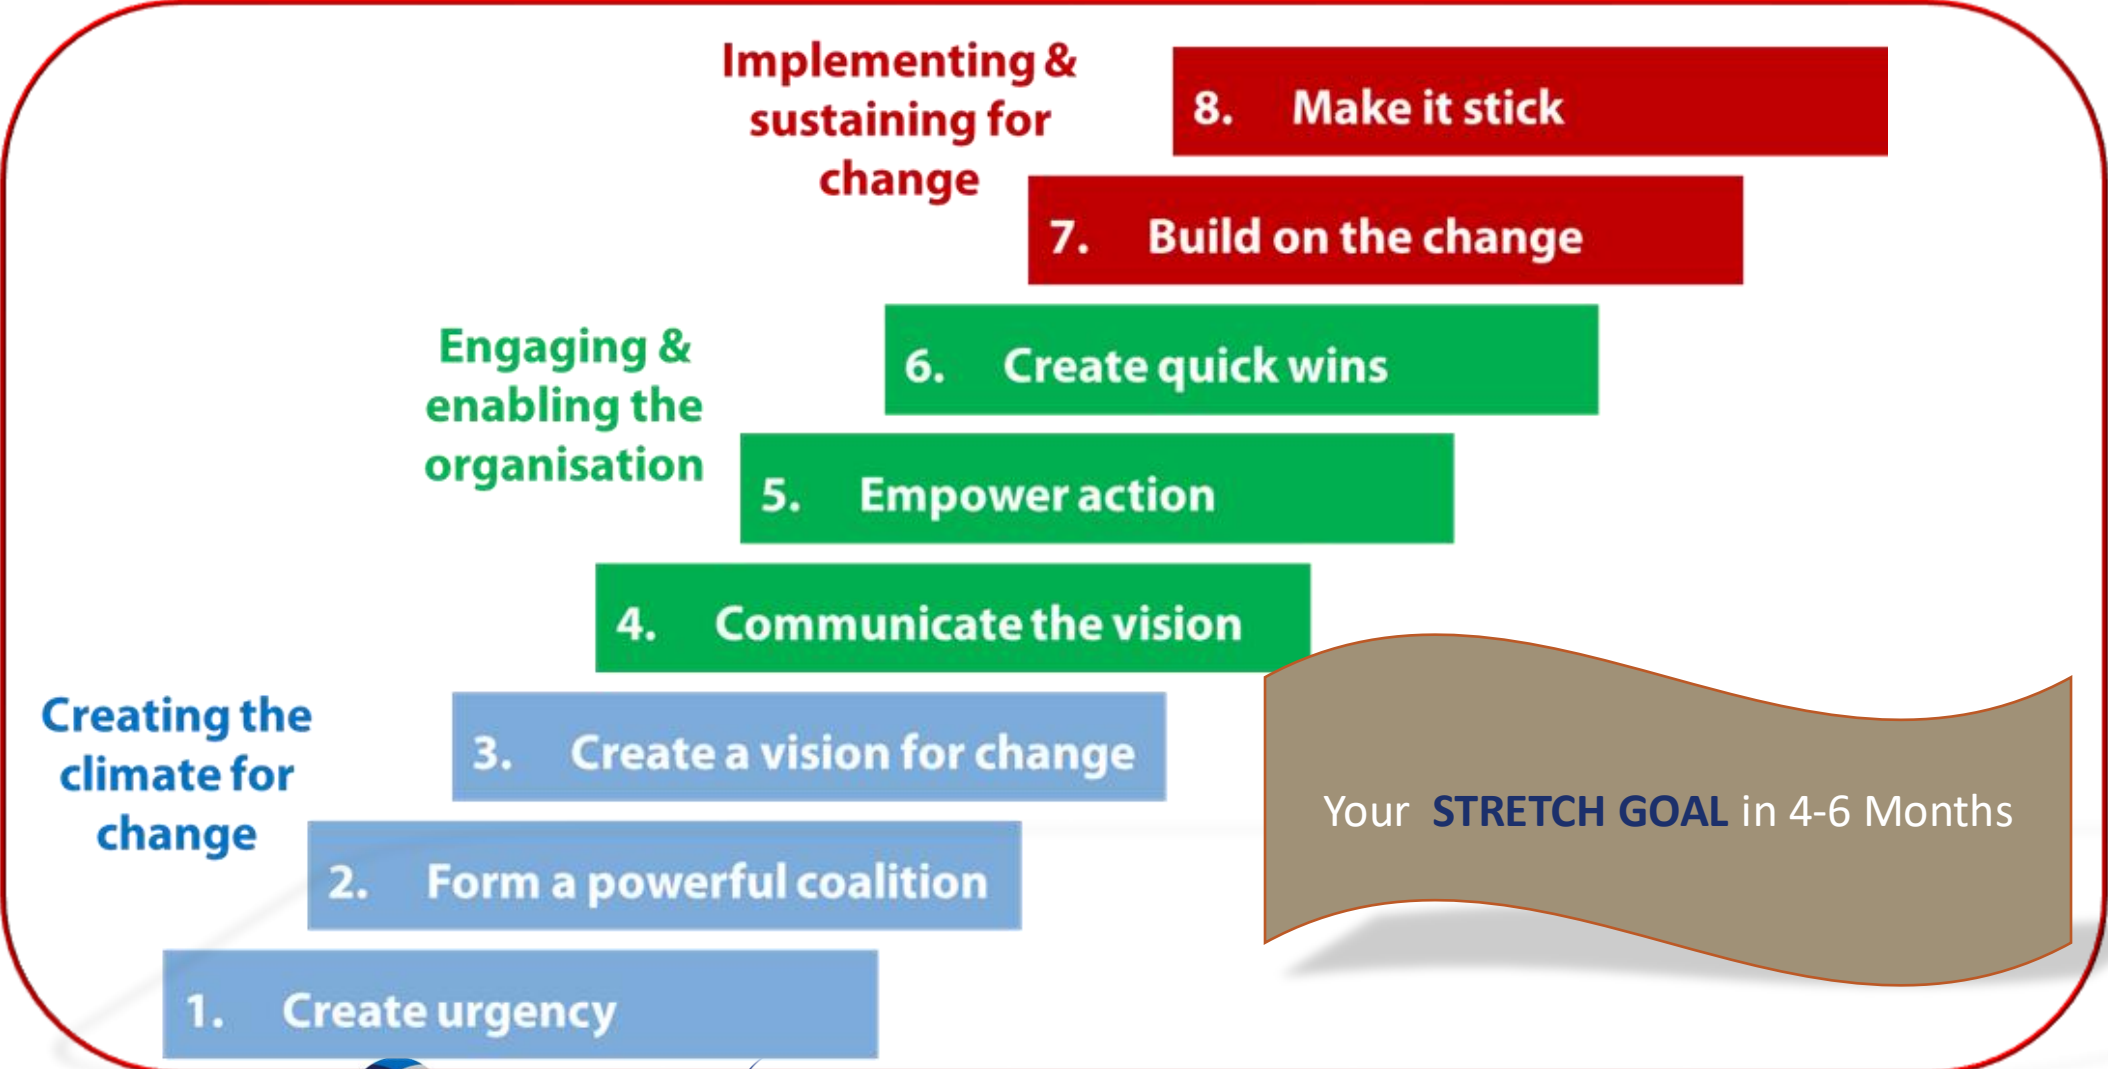 Implementing &
sustaining for
change
8. Make it stick
7. Build on the change
Engaging &
enabling the
organisation
6. Create quick wins
5. Empower action
4. Communicate the vision
Creating the
climate for
change
3. Create a vision for change
2. Form a powerful coalition
1. Create urgency
Your STRETCH GOAL in 4-6 Months